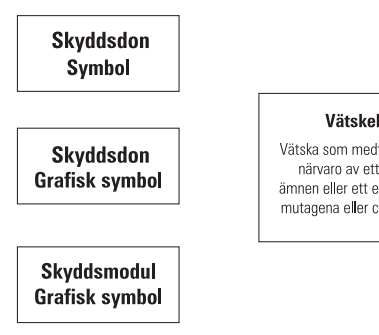 Skyddsdon
Symbol
Skyddsdon
Grafisk symbol
Skyddsmodul
Grafisk symbol
Vätska som
närvaro av ett
ämnen eller ett
mutagena eller